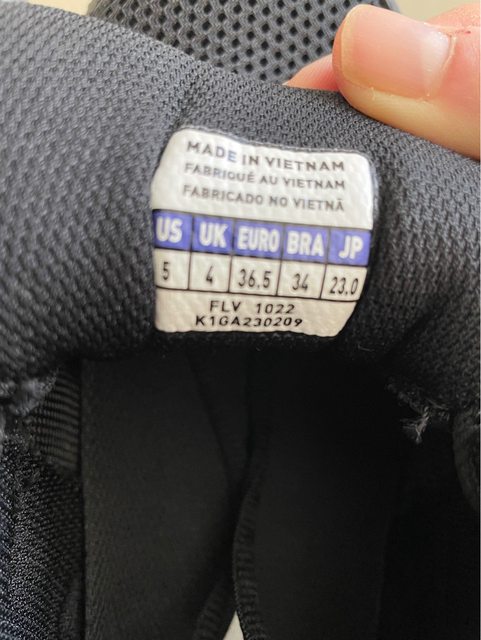 MADE IN VIETNAM
FABRIQUÉ AU VIETNAM
FABRICADO NO VIETNÃ
US UK EURO BRA JP
5 4 36,5 34 23,0
FLV 1022
K1GA230209